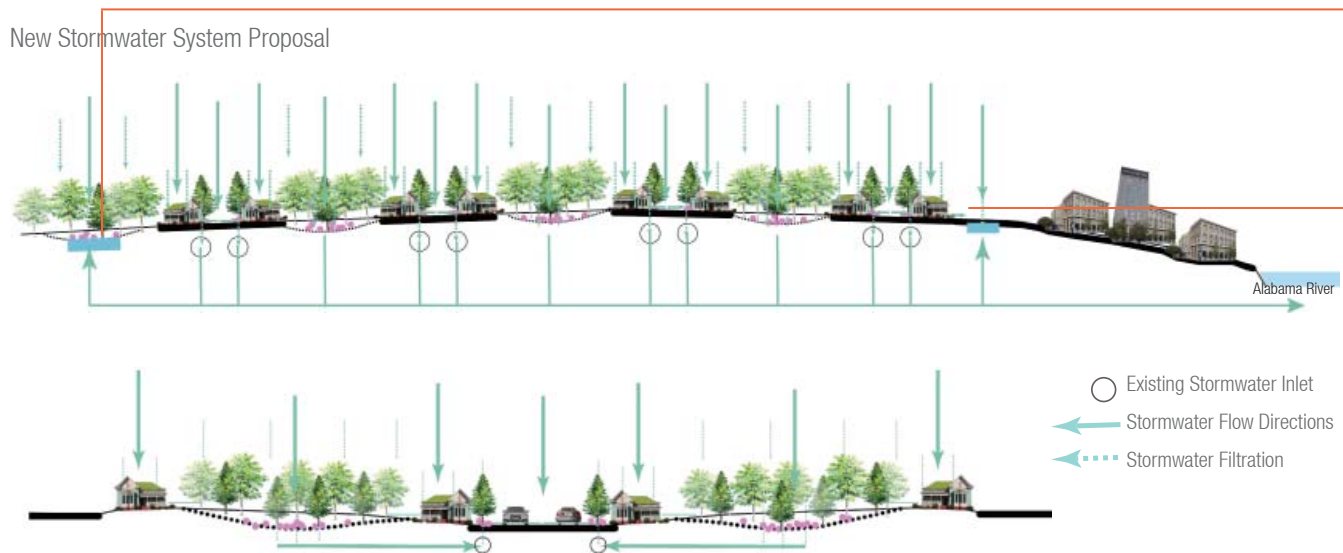 New Stormwater System Proposal
Alabama River
Existing Stormwater Inlet
Stormwater Flow Directions
Stormwater Filtration